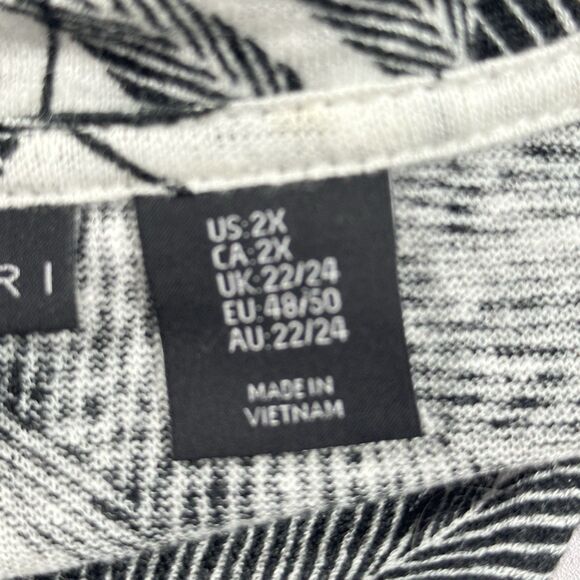 RI
US:2X
CA:2X
UK:22/24
EU:48/50
AU:22/24
MADE IN
VIETNAM